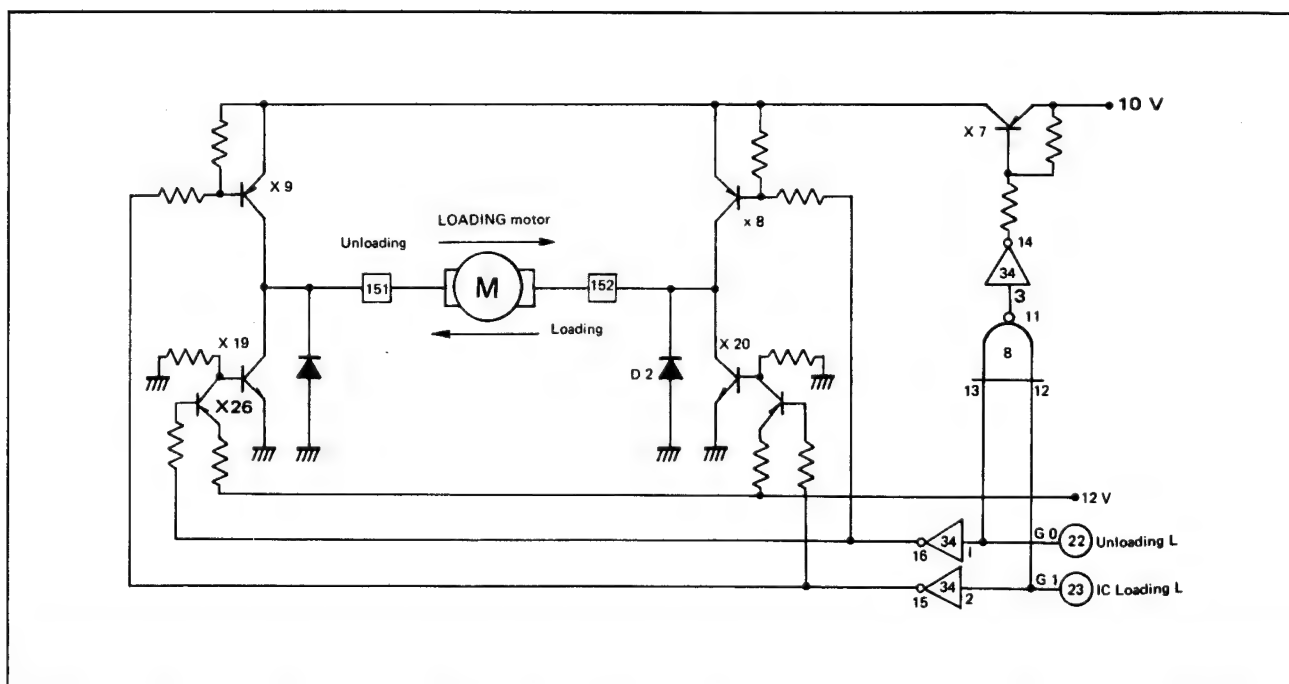 10 V
X 7
X 9
x 8
LOADING motor
Unloading
14
34
151
M
152
3
11
Loading
X 19
X 20
8
D 2
X26
13
12
12 V
34
G 0
22
Unloading L
16
1
34
G 1
23
IC Loading L
15
2